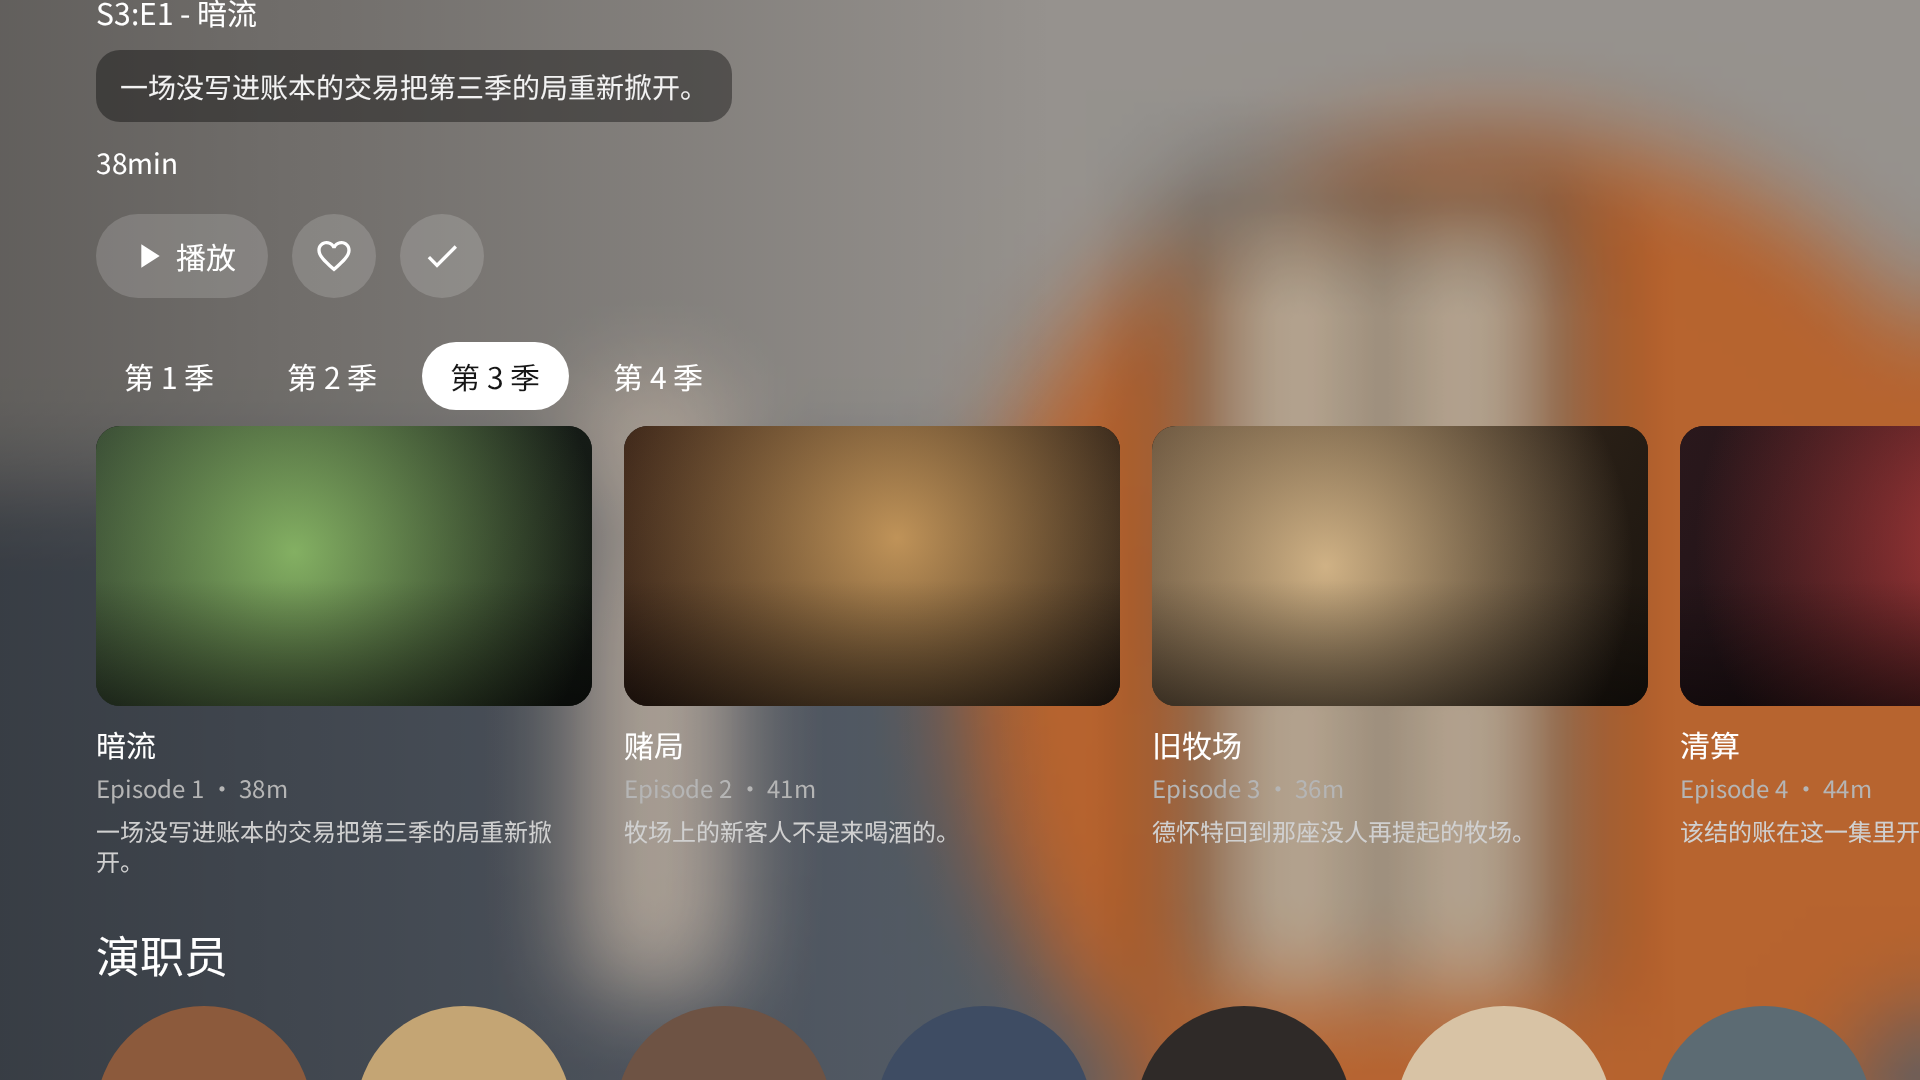 S3:E1 - 暗流
一场没写进账本的交易把第三季的局重新掀开。
38min
播放
第 1 季
第 2 季
第 3 季
第 4 季
暗流
Episode 1 • 38m
一场没写进账本的交易把第三季的局重新掀
开。
赌局
Episode 2 • 41m
牧场上的新客人不是来喝酒的。
旧牧场
Episode 3 • 36m
德怀特回到那座没人再提起的牧场。
清算
Episode 4 • 44m
该结的账在这一集里开
演职员